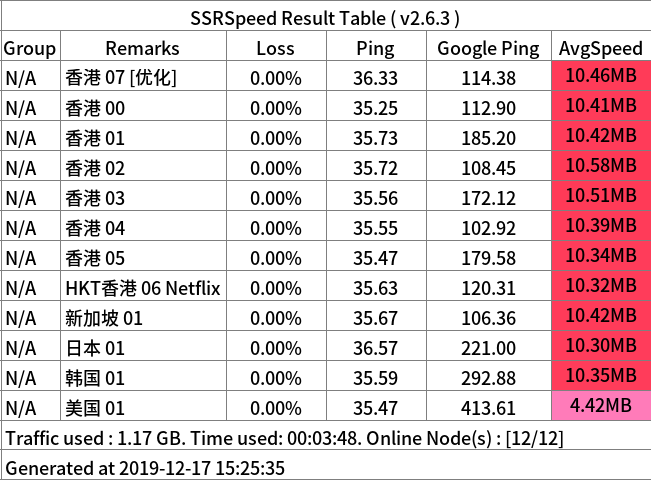 SSRSpeed Result Table ( v2.6.3 )
Group Remarks Loss Ping Google Ping AvgSpeed
N/A 香港 07 [优化] 0.00% 36.33 114.38 10.46MB
N/A 香港 00 0.00% 35.25 112.90 10.41MB
N/A 香港 01 0.00% 35.73 185.20 10.42MB
N/A 香港 02 0.00% 35.72 108.45 10.58MB
N/A 香港 03 0.00% 35.56 172.12 10.51MB
N/A 香港 04 0.00% 35.55 102.92 10.39MB
N/A 香港 05 0.00% 35.47 179.58 10.34MB
N/A HKT香港 06 Netflix 0.00% 35.63 120.31 10.32MB
N/A 新加坡 01 0.00% 35.67 106.36 10.42MB
N/A 日本 01 0.00% 36.57 221.00 10.30MB
N/A 韩国 01 0.00% 35.59 292.88 10.35MB
N/A 美国 01 0.00% 35.47 413.61 4.42MB
Traffic used : 1.17 GB. Time used: 00:03:48. Online Node(s) : [12/12]
Generated at 2019-12-17 15:25:35